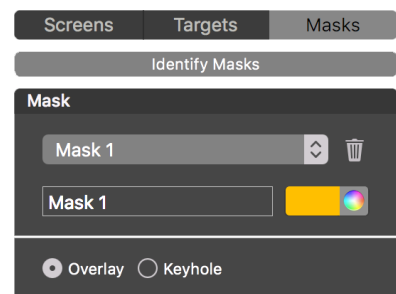 Screens Targets Masks
Identify Masks
Mask
Mask 1
Mask 1
Overlay Keyhole